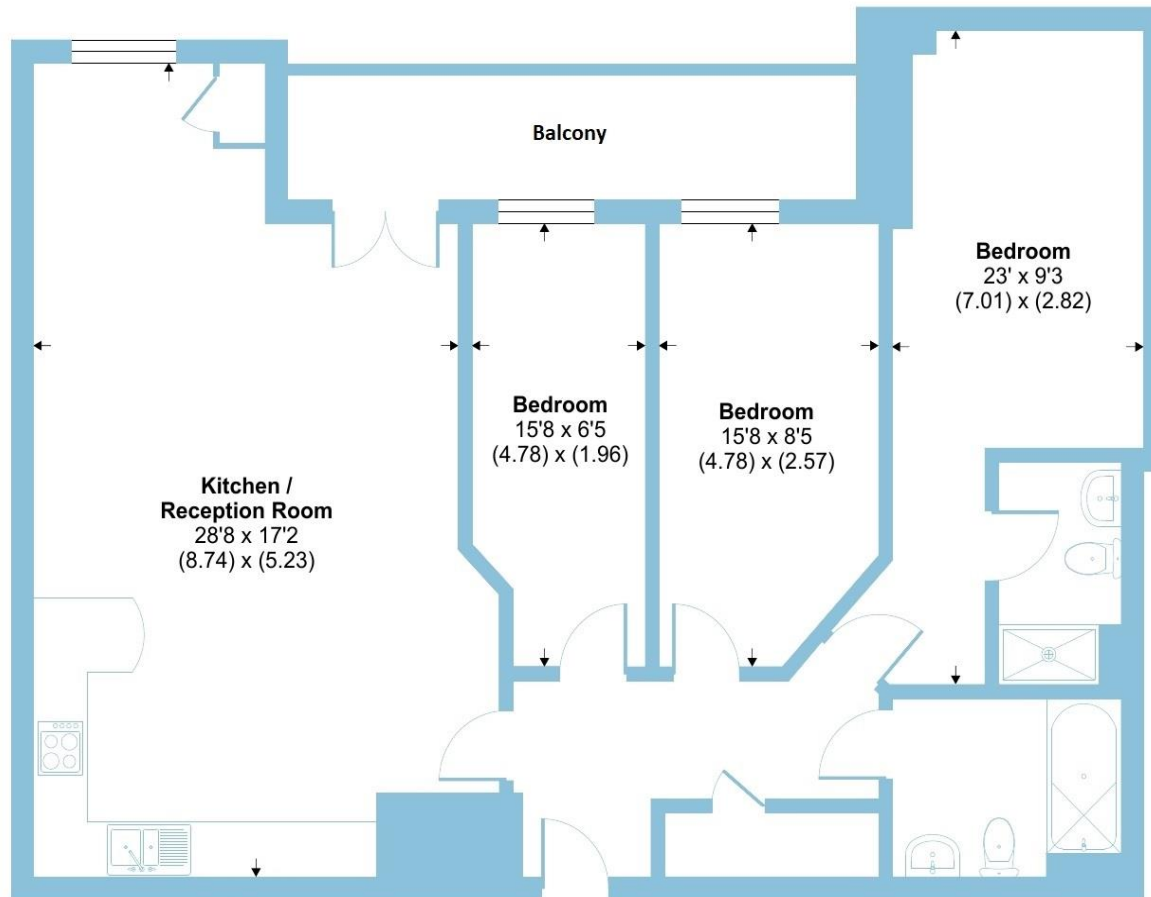 Balcony
Bedroom
23' x 9'3
(7.01) x (2.82)
Bedroom
15'8 x 6'5
(4.78) x (1.96)
Bedroom
15'8 x 8'5
(4.78) x (2.57)
Kitchen /
Reception Room
28'8 x 17'2
(8.74) x (5.23)